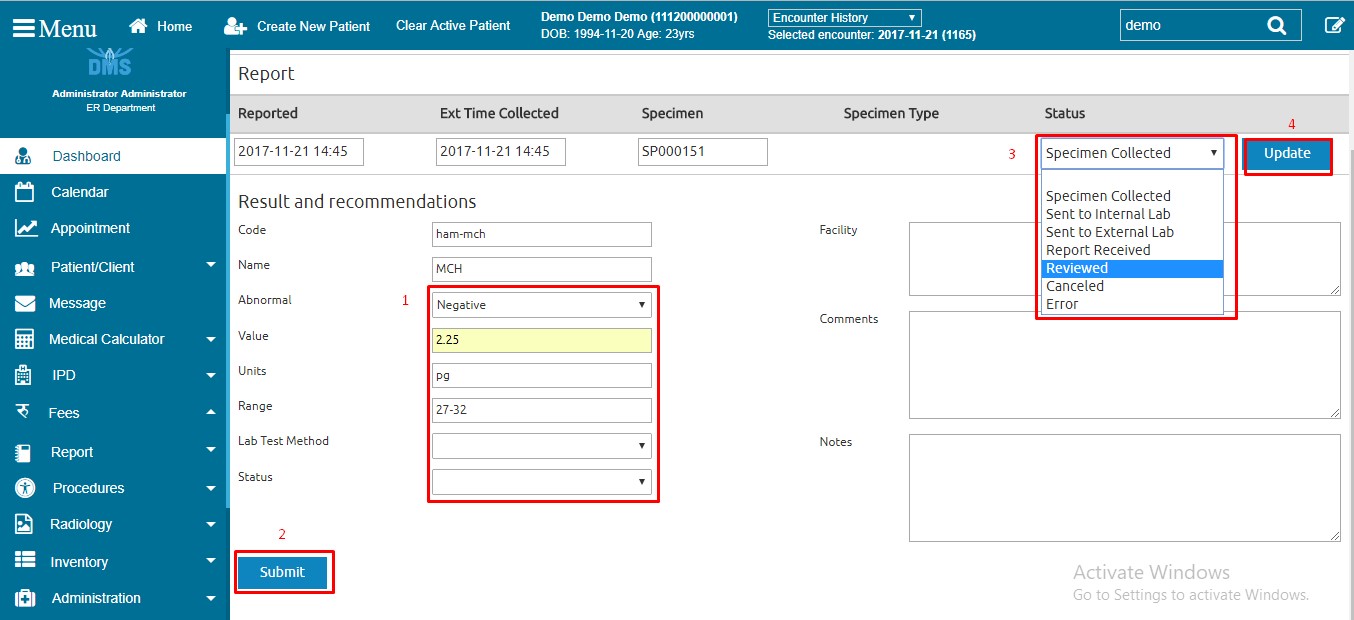 Menu Home Create New Patient Clear Active Patient
Demo Demo Demo (111200000001)
DOB: 1994-11-20 Age: 23yrs
Encounter History
Selected encounter: 2017-11-21 (1165)
demo
DMS
Administrator Administrator
ER Department
Dashboard
Calendar
Appointment
Patient/Client
Message
Medical Calculator
IPD
Fees
Report
Procedures
Radiology
Inventory
Administration
Report
Reported Ext Time Collected Specimen Specimen Type Status
4
2017-11-21 14:45 2017-11-21 14:45 SP000151 3 Specimen Collected Update
Specimen Collected
Sent to Internal Lab
Sent to External Lab
Report Received
Reviewed
Canceled
Error
Result and recommendations
Code ham-mch
Name MCH
Abnormal 1 Negative
Value 2.25
Units pg
Range 27-32
Lab Test Method
Status
Facility
Comments
Notes
2
Submit
Activate Windows
Go to Settings to activate Windows.